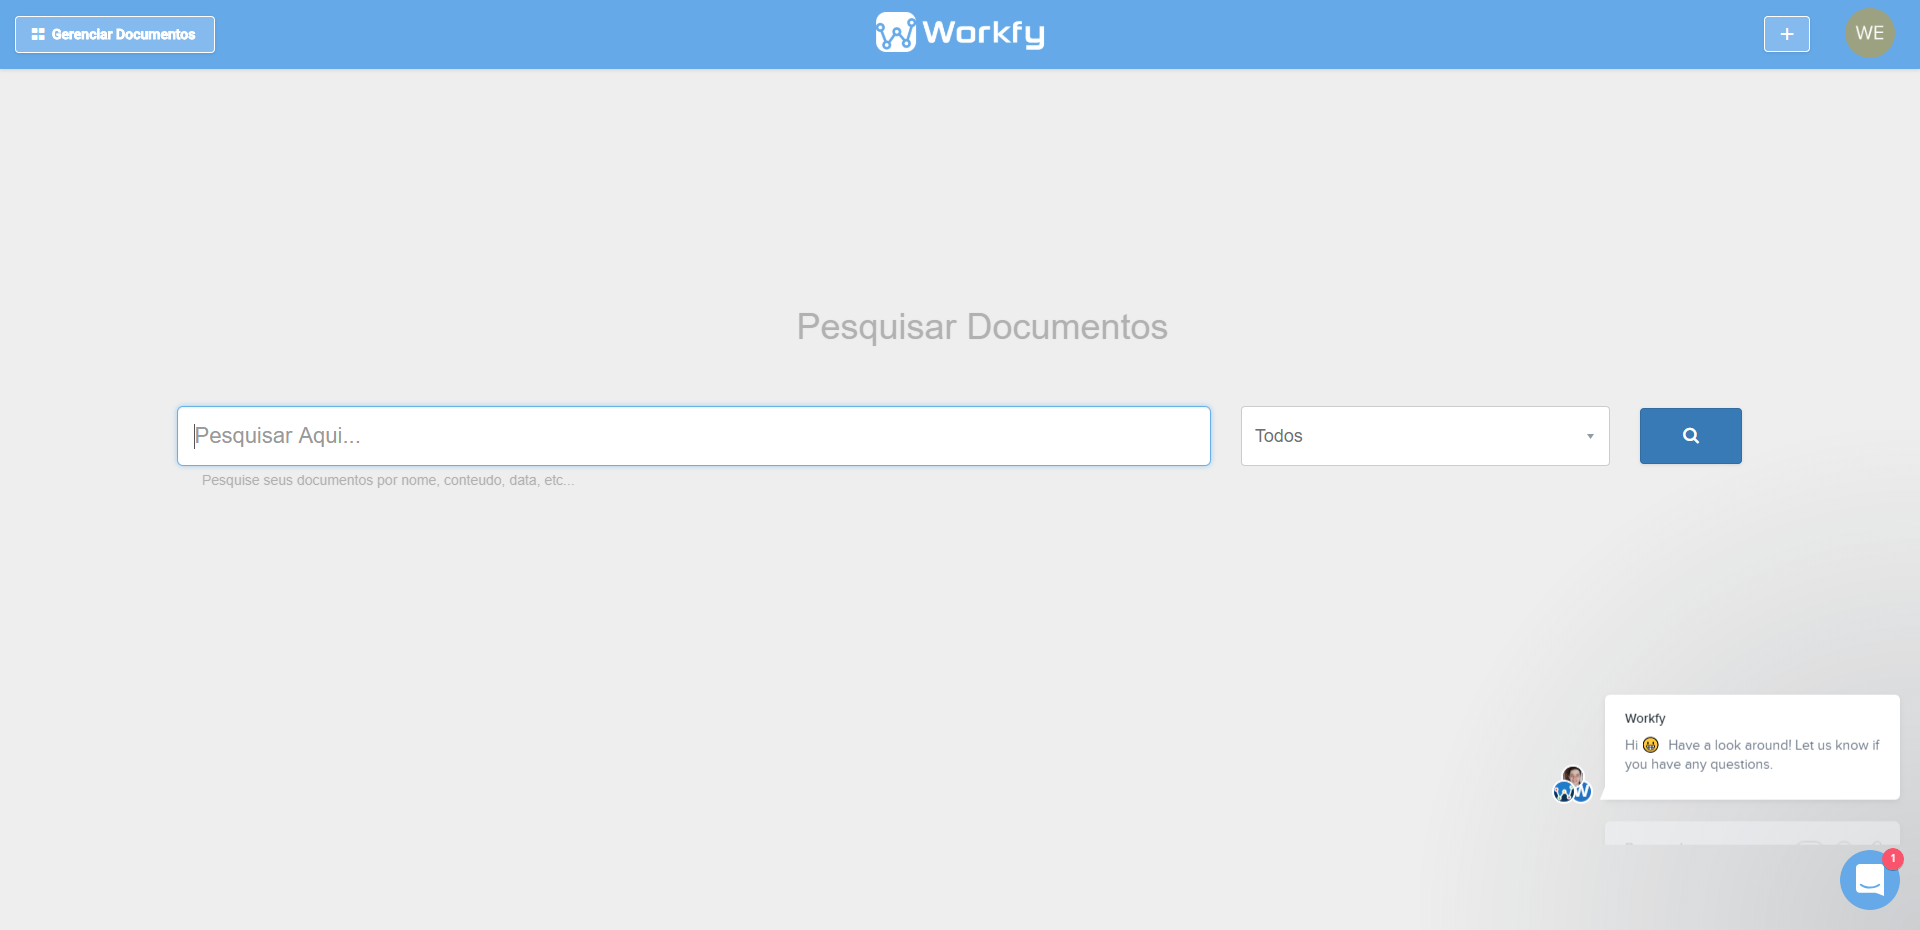 Gerenciar Documentos
Workfy
+
WE
Pesquisar Documentos
Pesquisar Aqui...
Todos
Pesquise seus documentos por nome, conteudo, data, etc...
Workfy
Hi Have a look around! Let us know if
you have any questions.
W
1